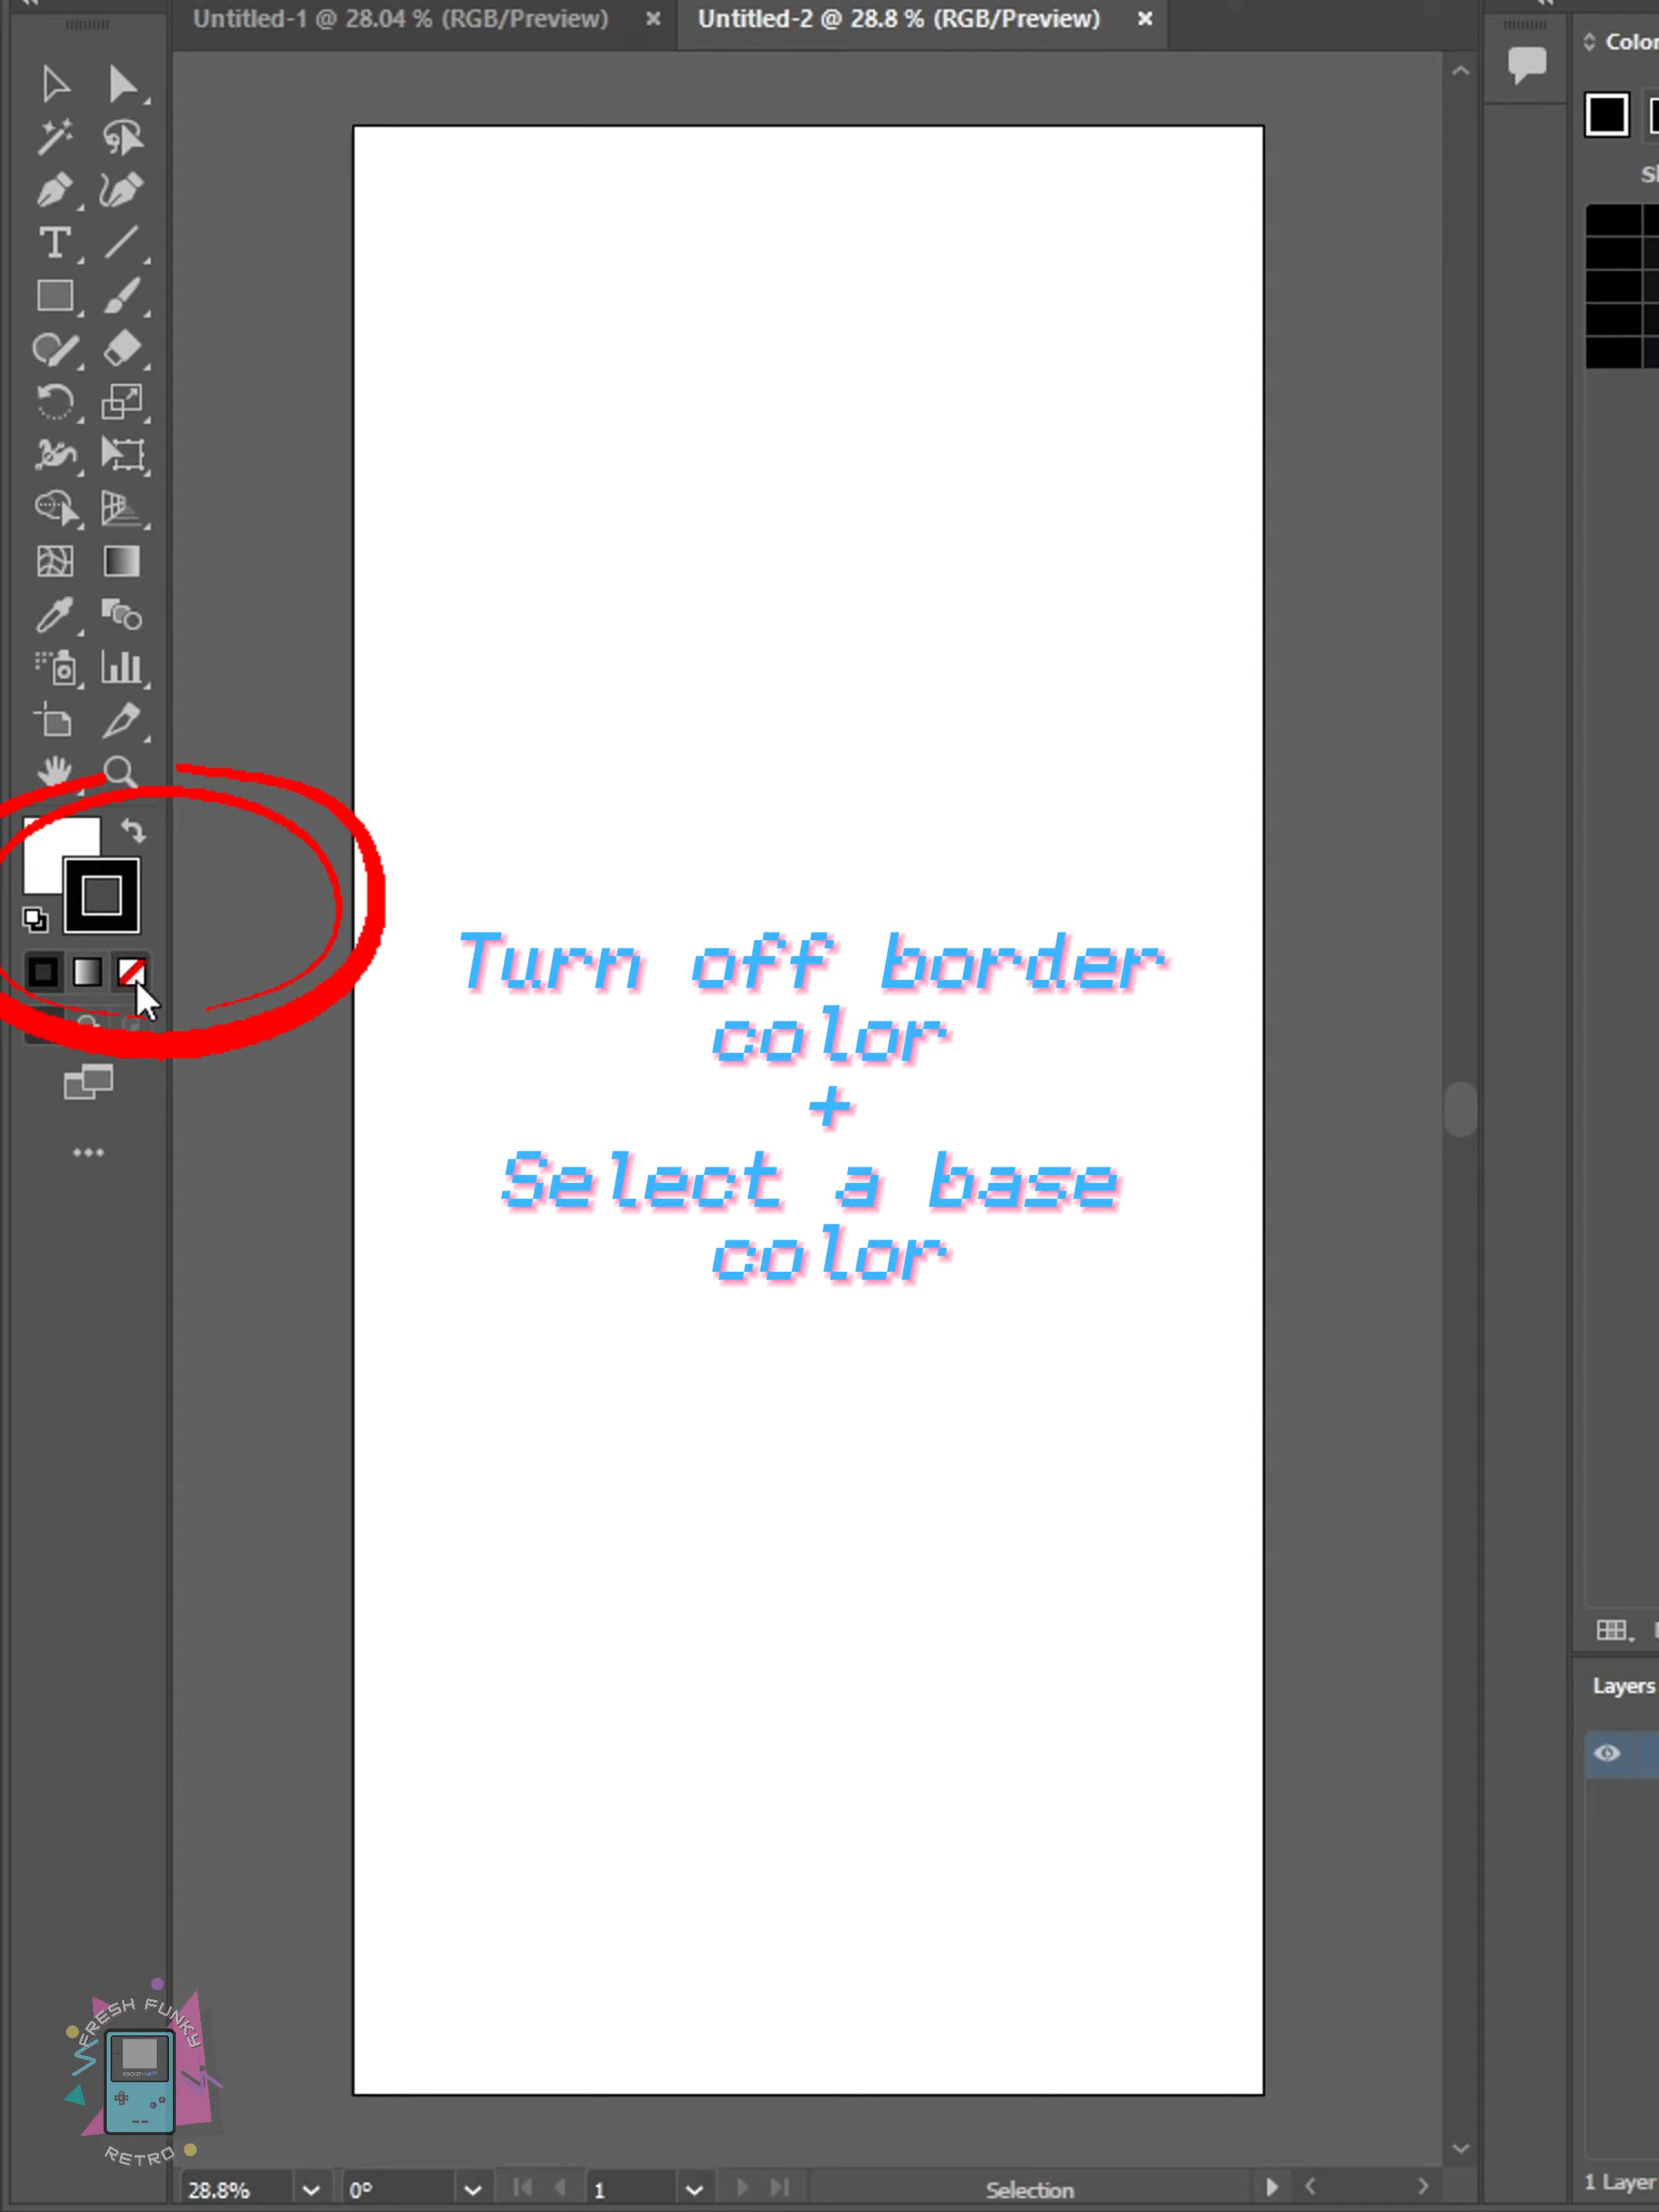 Untitled-1 @ 28.04 % (RGB/Preview)
Untitled-2 @ 28.8 % (RGB/Preview)
Color
Turn off border
color
+
Select a base
color
Layers
FRESH FUNKY
RETRO
28.8%
0°
1
Selection
1 Layer